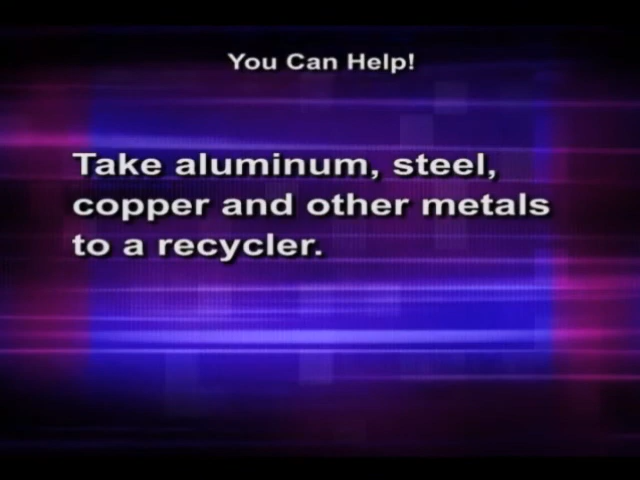 You Can Help!
Take aluminum, steel,
copper and other metals
to a recycler.